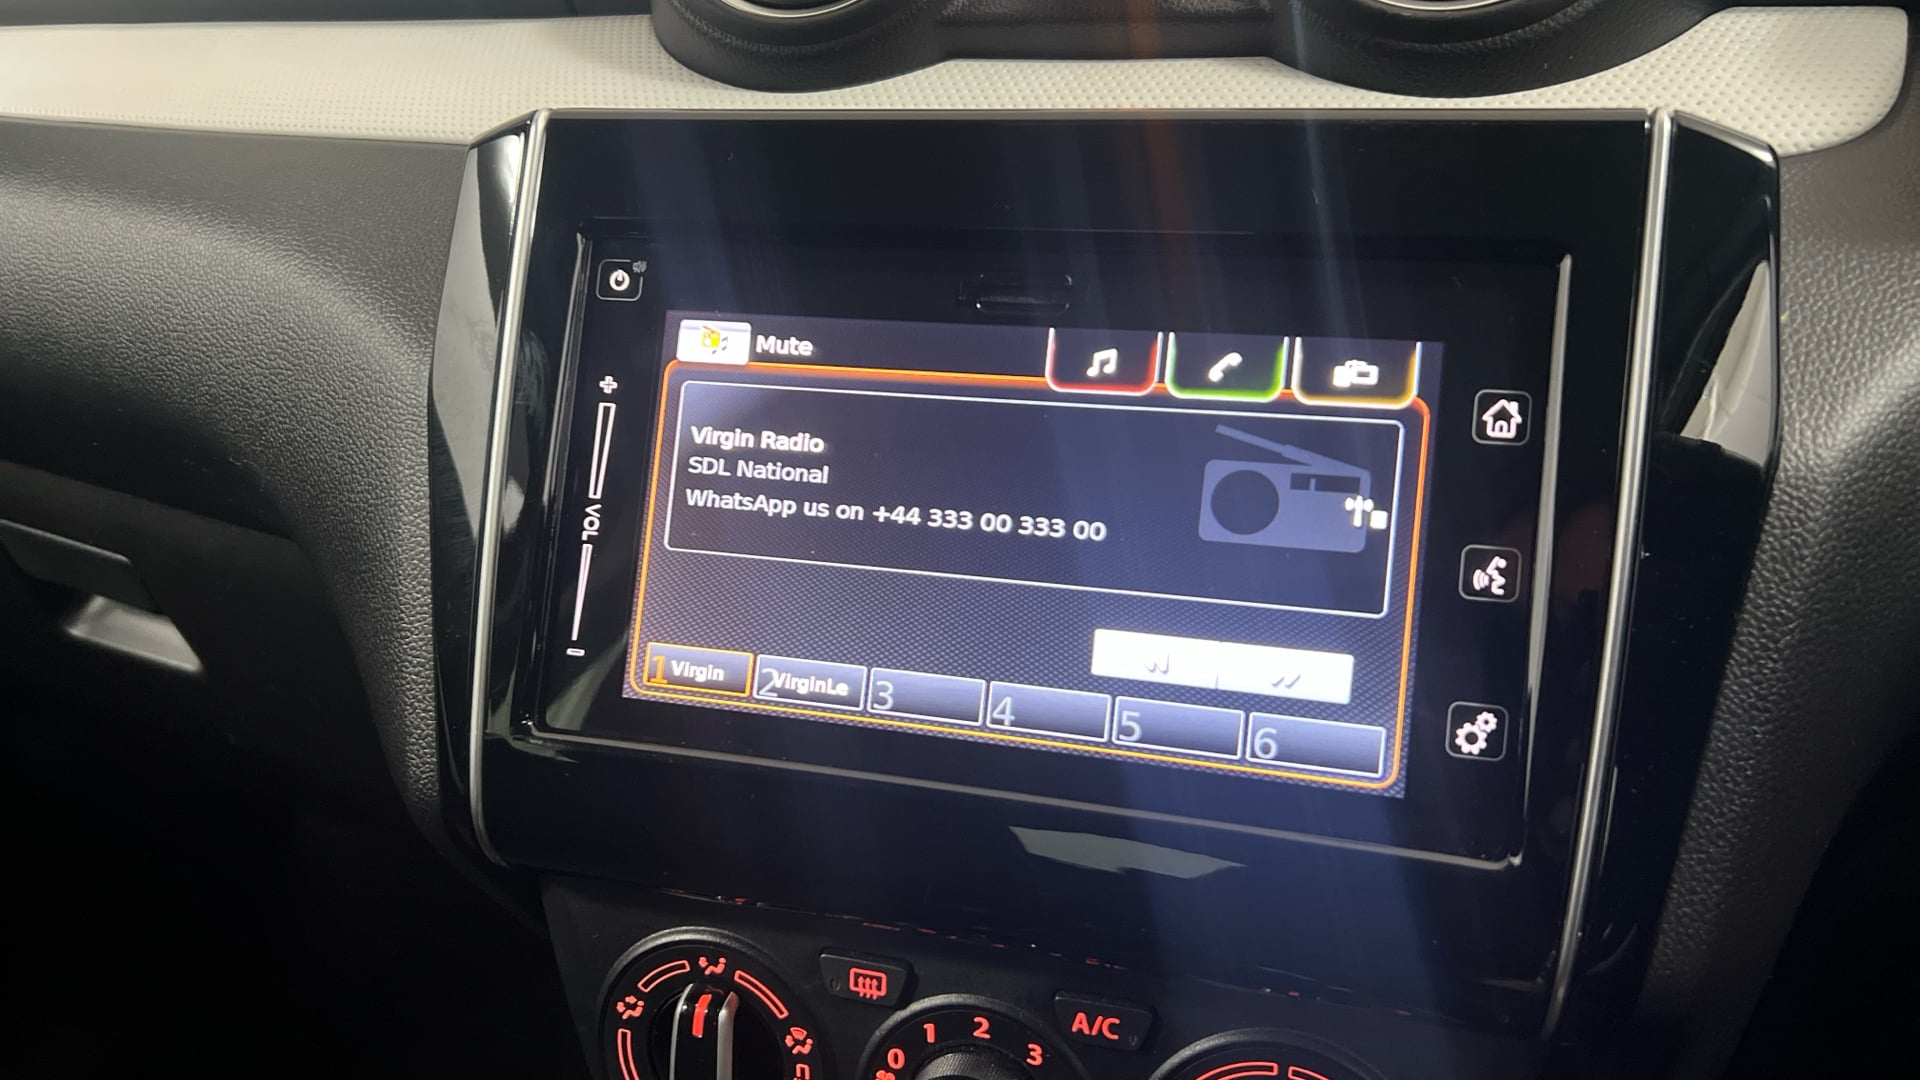 Mute
Virgin Radio
SDL National
WhatsApp us on +44 333 00 333 00
VOL
1 Virgin
2 VirginLe
3
4
5
6
A/C
0 1 2 3